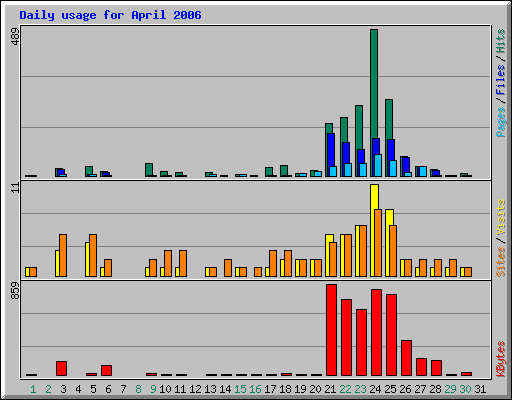 Daily usage for April 2006
489
Pages / Files / Hits
11
Sites / Visits
859
KBytes
1 2 3 4 5 6 7 8 9 10 11 12 13 14 15 16 17 18 19 20 21 22 23 24 25 26 27 28 29 30 31